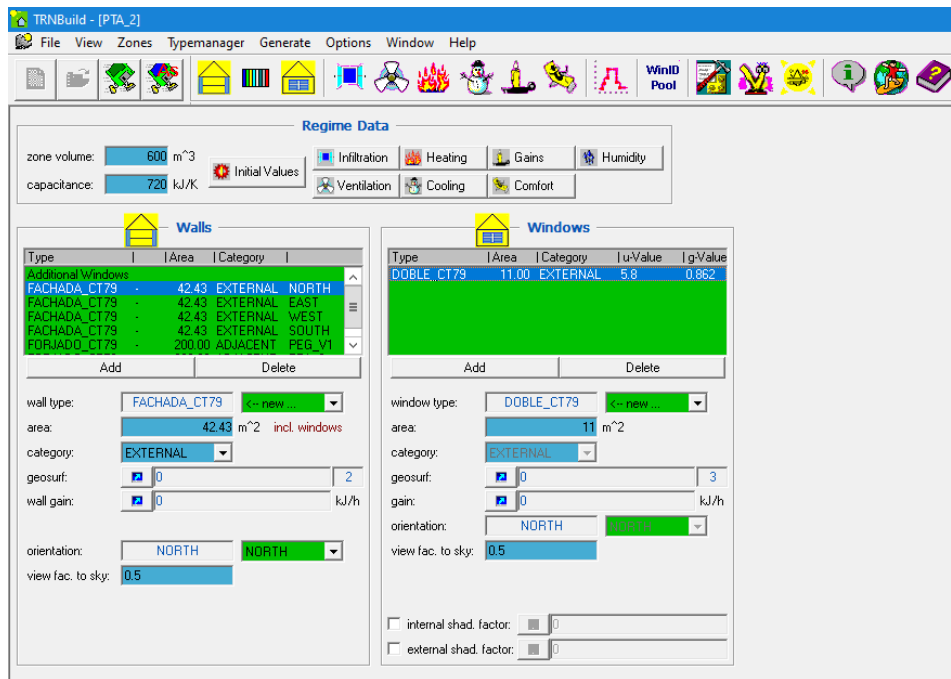 TRNBuild - [PTA_2]
File View Zones Typemanager Generate Options Window Help
WinID Pool
Regime Data
zone volume: 600 m^3
capacitance: 720 kJ/K
Initial Values
Infiltration Heating Gains Humidity
Ventilation Cooling Comfort
Walls
Type | | Area | Category |
Additional Windows
FACHADA_CT79 - 42.43 EXTERNAL NORTH
FACHADA_CT79 - 42.43 EXTERNAL EAST
FACHADA_CT79 - 42.43 EXTERNAL WEST
FACHADA_CT79 - 42.43 EXTERNAL SOUTH
FORJADO_CT79 - 200.00 ADJACENT PEG_V1
Add Delete
wall type: FACHADA_CT79 <-- new ...
area: 42.43 m^2 incl. windows
category: EXTERNAL
geosurf: 0 2
wall gain: 0 kJ/h
orientation: NORTH NORTH
view fac. to sky: 0.5
Windows
Type | Area | Category | u-Value | g-Value
DOBLE_CT79 11.00 EXTERNAL 5.8 0.862
Add Delete
window type: DOBLE_CT79 <-- new ...
area: 11 m^2
category: EXTERNAL
geosurf: 0 3
gain: 0 kJ/h
orientation: NORTH NORTH
view fac. to sky: 0.5
internal shad. factor: 0
external shad. factor: 0